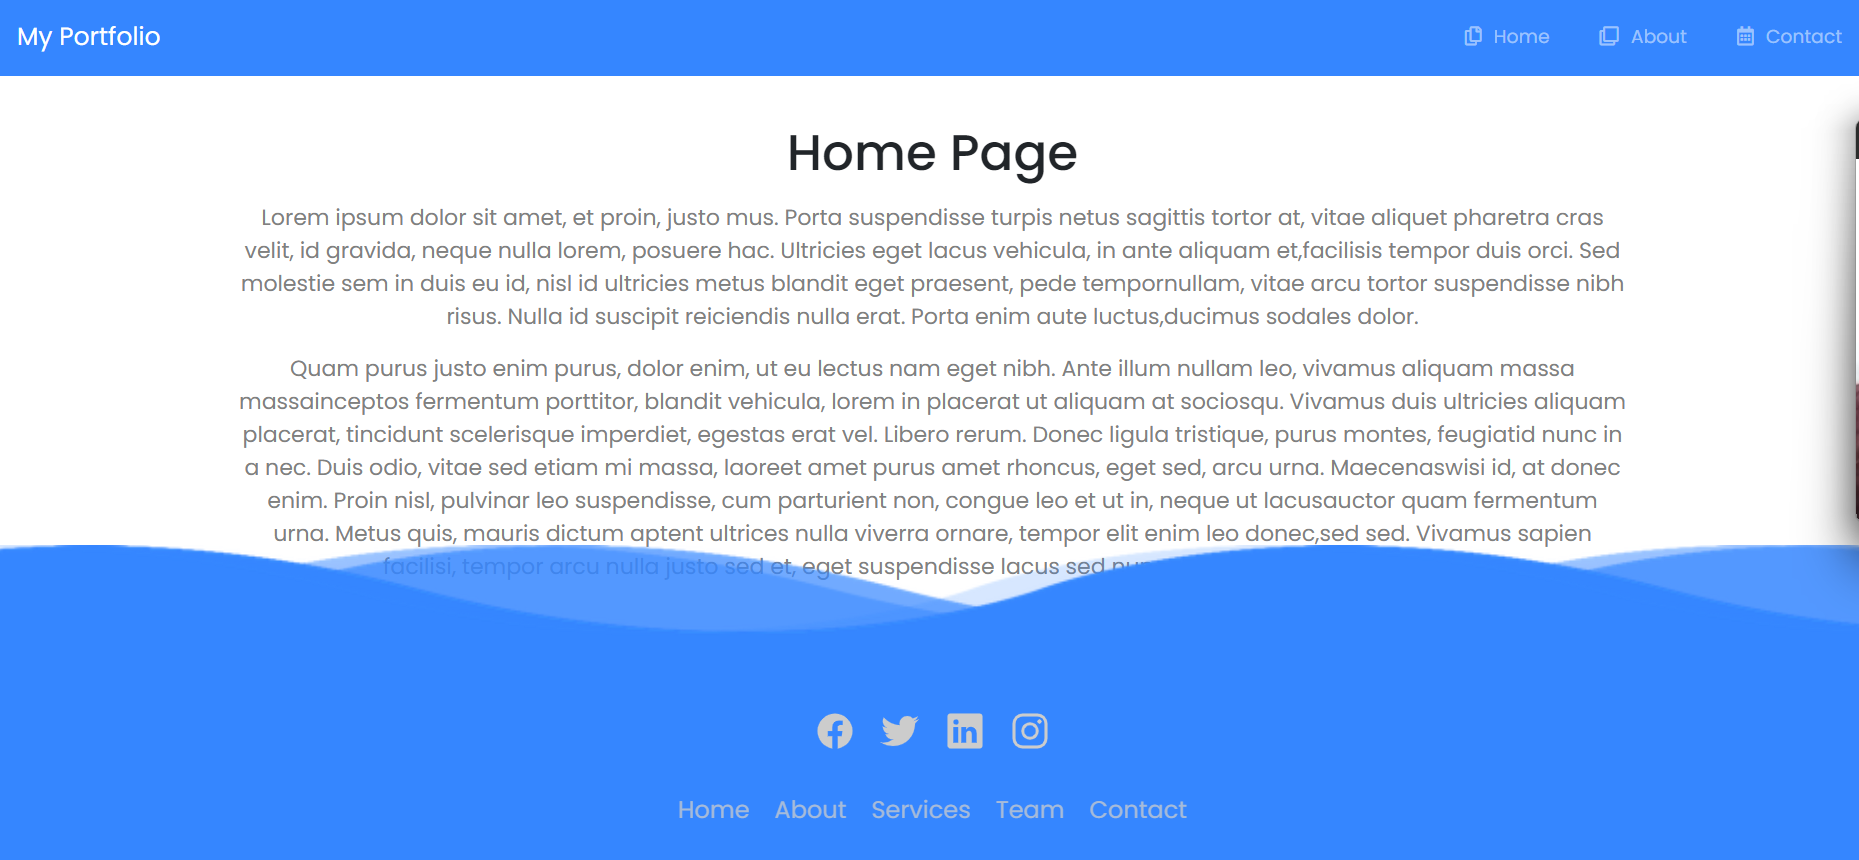 My Portfolio
Home
About
Contact
Home Page
Lorem ipsum dolor sit amet, et proin, justo mus. Porta suspendisse turpis netus sagittis tortor at, vitae aliquet pharetra cras
velit, id gravida, neque nulla lorem, posuere hac. Ultricies eget lacus vehicula, in ante aliquam et,facilisis tempor duis orci. Sed
molestie sem in duis eu id, nisl id ultricies metus blandit eget praesent, pede tempornullam, vitae arcu tortor suspendisse nibh
risus. Nulla id suscipit reiciendis nulla erat. Porta enim aute luctus,ducimus sodales dolor.
Quam purus justo enim purus, dolor enim, ut eu lectus nam eget nibh. Ante illum nullam leo, vivamus aliquam massa
massainceptos fermentum porttitor, blandit vehicula, lorem in placerat ut aliquam at sociosqu. Vivamus duis ultricies aliquam
placerat, tincidunt scelerisque imperdiet, egestas erat vel. Libero rerum. Donec ligula tristique, purus montes, feugiatid nunc in
a nec. Duis odio, vitae sed etiam mi massa, laoreet amet purus amet rhoncus, eget sed, arcu urna. Maecenaswisi id, at donec
enim. Proin nisl, pulvinar leo suspendisse, cum parturient non, congue leo et ut in, neque ut lacusauctor quam fermentum
urna. Metus quis, mauris dictum aptent ultrices nulla viverra ornare, tempor elit enim leo donec,sed sed. Vivamus sapien
facilisi, tempor arcu nulla justo sed et, eget suspendisse lacus sed
Home About Services Team Contact